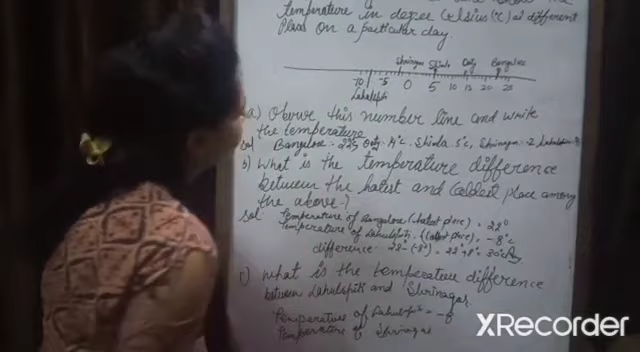 temperature in degree Celsius (°c) at different
places on a particular day.
Shrinagar Shimla Ooty Bangalore
-10 -5 0 5 10 15 20 25
Lahulspiti
a) Observe this number line and write
the temperature
sol Bangalore - 22° Ooty - 14°c, Shimla 5°c, Shrinagar -2 Lahulspiti -8
b) What is the temperature difference
between the hotest and coldest place among
the above-?
sol: Temperature of Bangalore (hotest place) = 22°
Temperature of Lahulspiti place) = -8°c
difference 22°-(-8°) = 22°+8° = 30°c
c) What is the temperature difference
between Lahulspiti and Shrinagar.
Temperature of Lahulspiti = -8
Temperature of Shrinagar
XRecorder